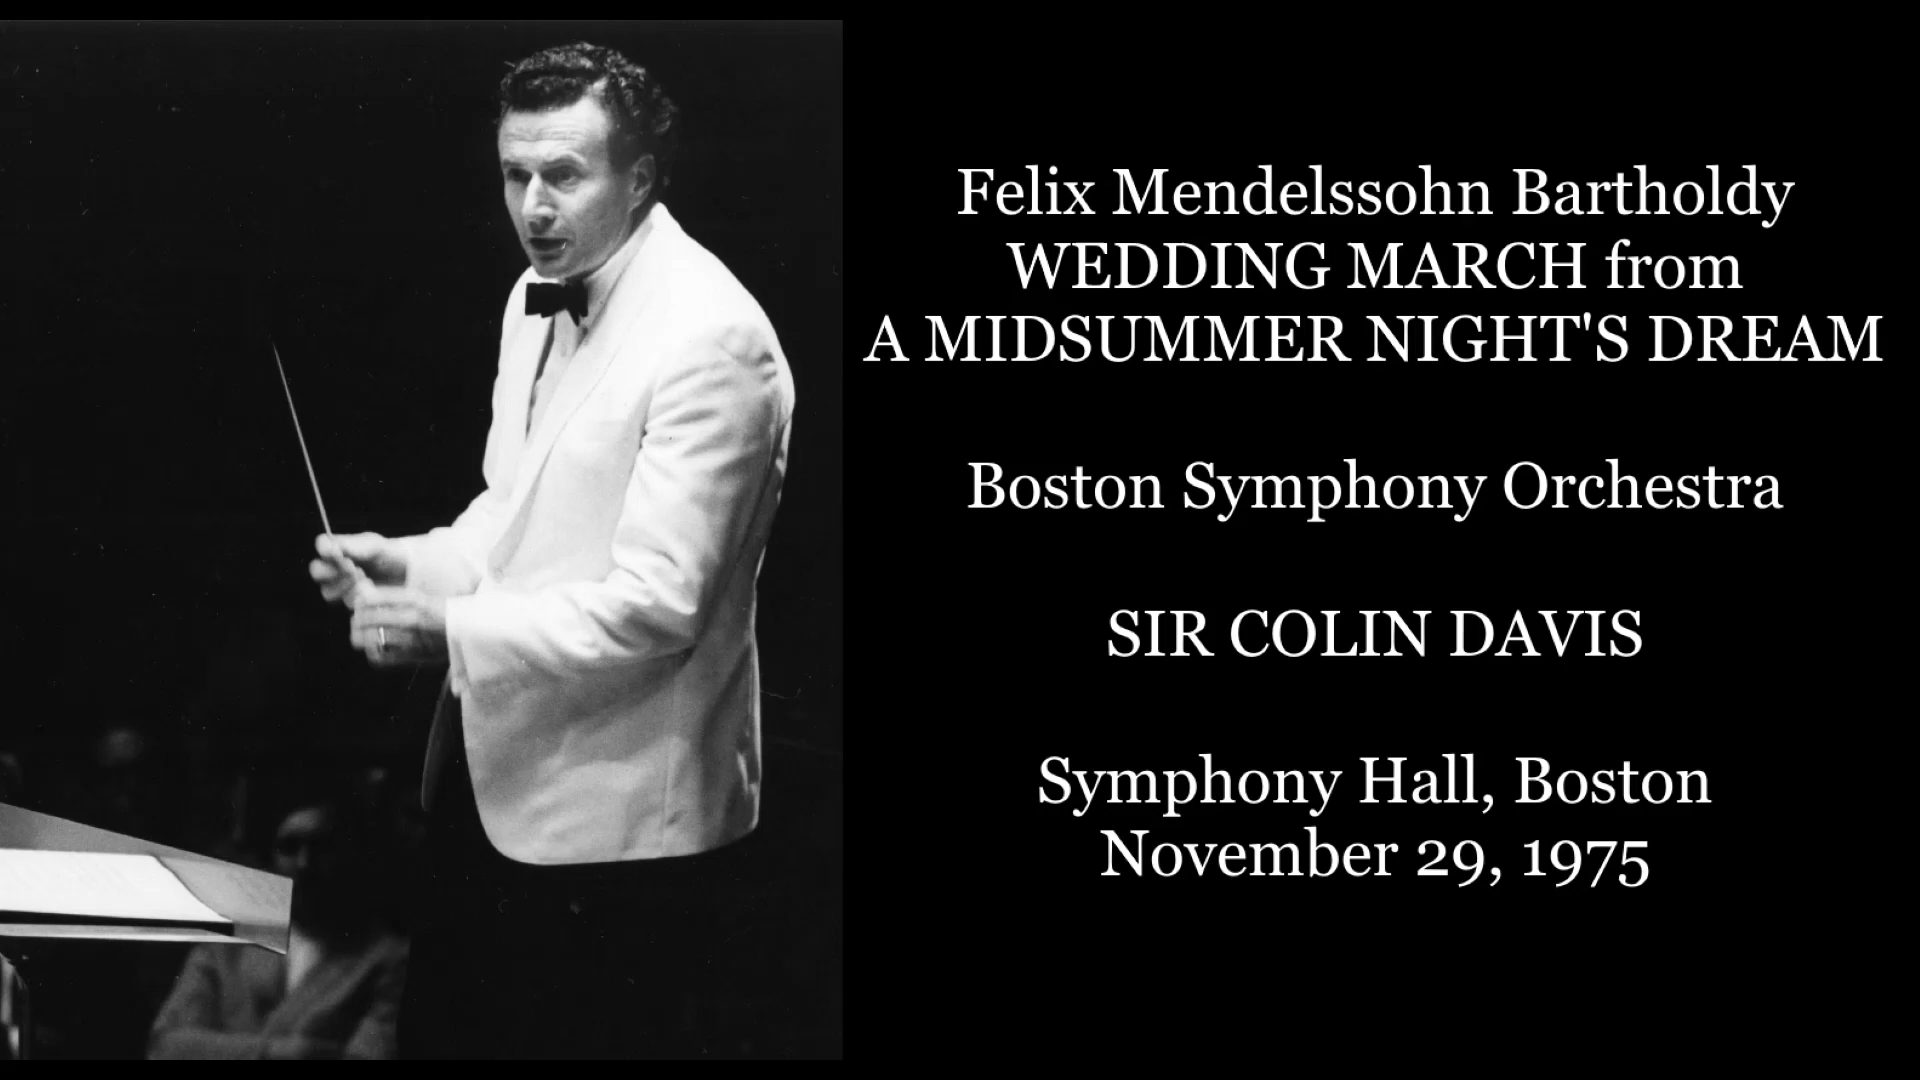 Felix Mendelssohn Bartholdy
WEDDING MARCH from
A MIDSUMMER NIGHT'S DREAM
Boston Symphony Orchestra
SIR COLIN DAVIS
Symphony Hall, Boston
November 29, 1975